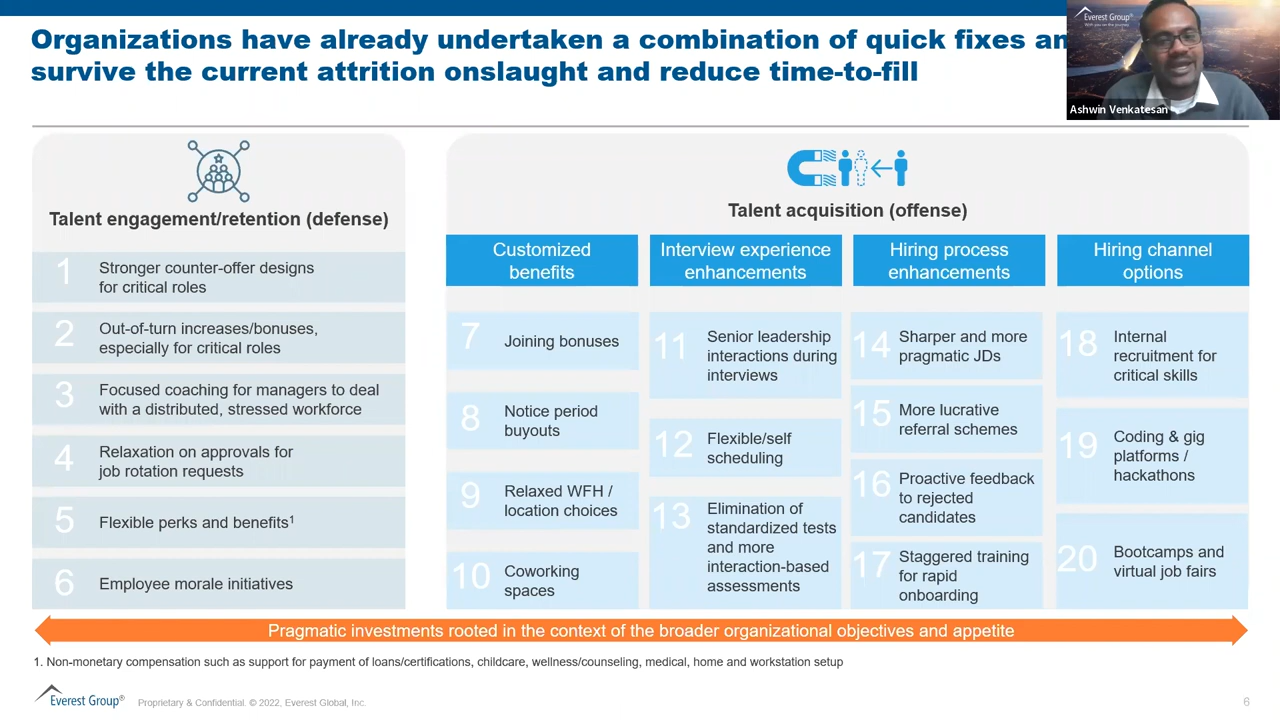 Organizations have already undertaken a combination of quick fixes
survive the current attrition onslaught and reduce time-to-fill
Everest Group®
Ashwin Venkatesan
Talent engagement/retention (defense)
1 Stronger counter-offer designs
for critical roles
2 Out-of-turn increases/bonuses,
especially for critical roles
3 Focused coaching for managers to deal
with a distributed, stressed workforce
4 Relaxation on approvals for
job rotation requests
5 Flexible perks and benefits¹
6 Employee morale initiatives
Talent acquisition (offense)
Customized
benefits
7 Joining bonuses
8 Notice period
buyouts
9 Relaxed WFH /
location choices
10 Coworking
spaces
Interview experience
enhancements
11 Senior leadership
interactions during
interviews
12 Flexible/self
scheduling
13 Elimination of
standardized tests
and more
interaction-based
assessments
Hiring process
enhancements
14 Sharper and more
pragmatic JDs
15 More lucrative
referral schemes
16 Proactive feedback
to rejected
candidates
17 Staggered training
for rapid
onboarding
Hiring channel
options
18 Internal
recruitment for
critical skills
19 Coding & gig
platforms /
hackathons
20 Bootcamps and
virtual job fairs
Pragmatic investments rooted in the context of the broader organizational objectives and appetite
1. Non-monetary compensation such as support for payment of loans/certifications, childcare, wellness/counseling, medical, home and workstation setup
Everest Group® Proprietary & Confidential. © 2022, Everest Global, Inc.
6